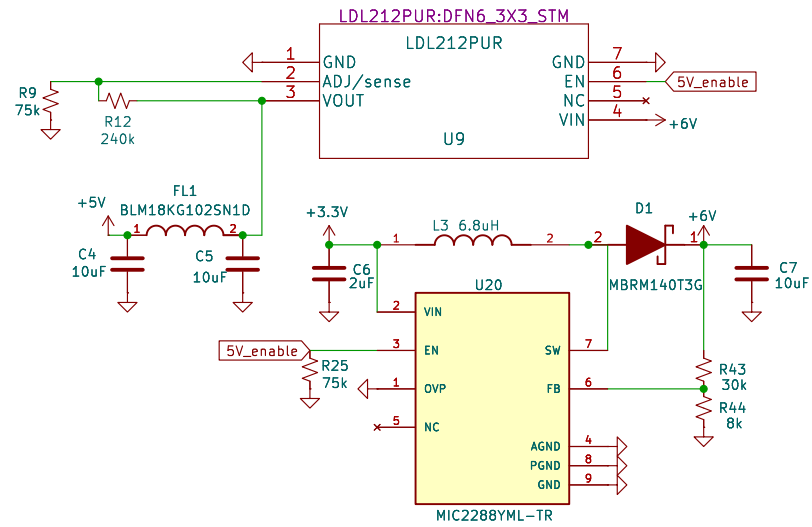 LDL212PUR:DFN6_3X3_STM
LDL212PUR
1 GND
2 ADJ/sense
3 VOUT
GND 7
EN 6
NC 5
VIN 4
U9
5V_enable
+6V
R9
75k
R12
240k
FL1
BLM18KG102SN1D
+5V
1 2
C4
10uF
C5
10uF
+3.3V
1 L3 6.8uH 2
D1
2 1
+6V
MBRM140T3G
C6
2uF
C7
10uF
U20
2 VIN
3 EN
1 OVP
5 NC
SW 7
FB 6
AGND 4
PGND 8
GND 9
5V_enable
R25
75k
R43
30k
R44
8k
MIC2288YML-TR